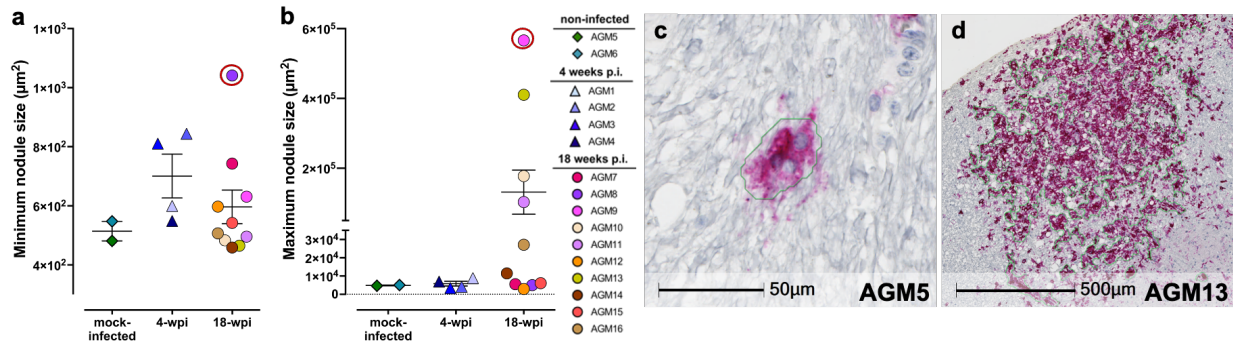 a
Minimum nodule size (µm²)
1×10³
1×10³
8×10²
6×10²
4×10²
mock-
infected
4-wpi
18-wpi
b
Maximum nodule size (µm²)
6×10⁵
4×10⁵
2×10⁵
3×10⁴
2×10⁴
1×10⁴
0
mock-
infected
4-wpi
18-wpi
non-infected
AGM5
AGM6
4 weeks p.i.
AGM1
AGM2
AGM3
AGM4
18 weeks p.i.
AGM7
AGM8
AGM9
AGM10
AGM11
AGM12
AGM13
AGM14
AGM15
AGM16
c
50µm
AGM5
d
500µm
AGM13